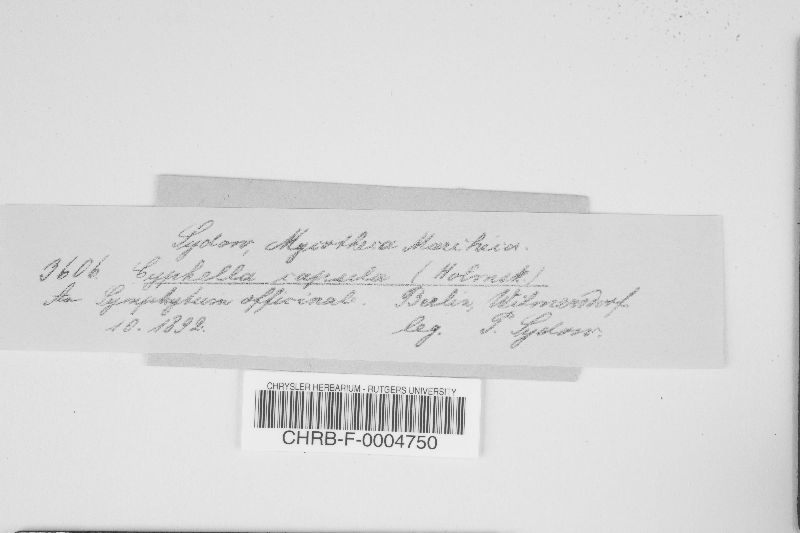 Sydow, Mycotheca Marchica.
3606. Cyphella capula (Holmsk)
An Symphytum officinale. Berlin, Wilmersdorf
10. 1892. leg. P. Sydow.
CHRYSLER HERBARIUM - RUTGERS UNIVERSITY
CHRB-F-0004750